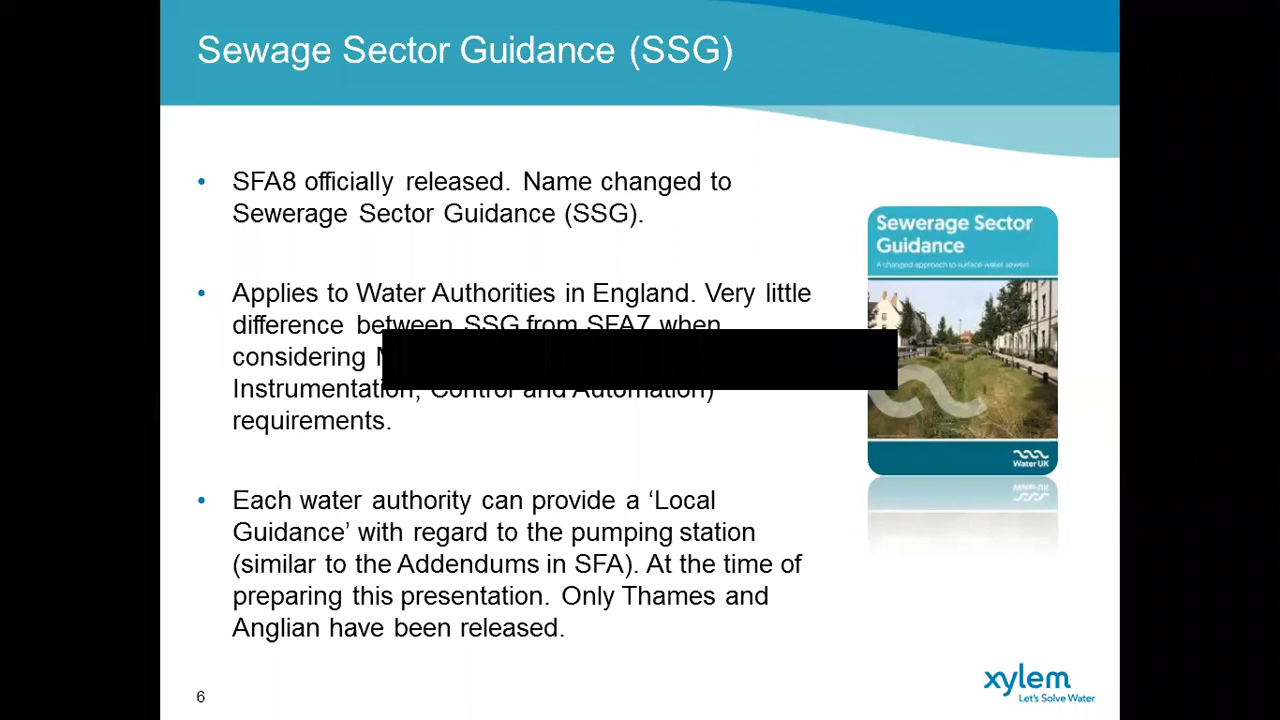 Sewage Sector Guidance (SSG)
• SFA8 officially released. Name changed to
Sewerage Sector Guidance (SSG).
• Applies to Water Authorities in England. Very little
difference between SSG from SFA7 when
considering
Instrumentation, Control and Automation)
requirements.
• Each water authority can provide a ‘Local
Guidance’ with regard to the pumping station
(similar to the Addendums in SFA). At the time of
preparing this presentation. Only Thames and
Anglian have been released.
Sewerage Sector
Guidance
A changed approach to surface water sewers
Water UK
6
xylem
Let's Solve Water